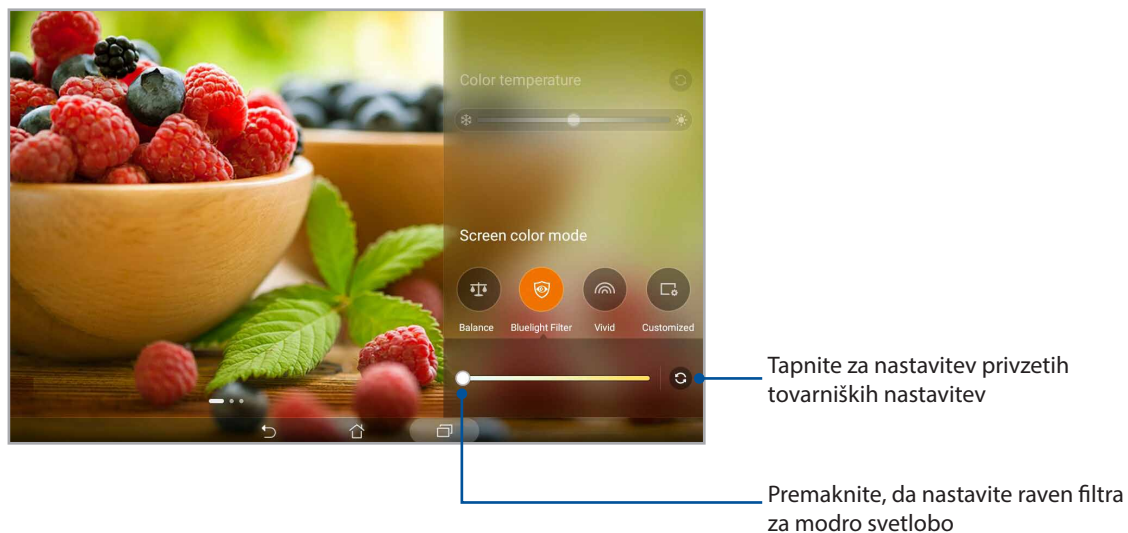 Color temperature
Screen color mode
Balance
Bluelight Filter
Vivid
Customized
Tapnite za nastavitev privzetih
tovarniških nastavitev
Premaknite, da nastavite raven filtra
za modro svetlobo